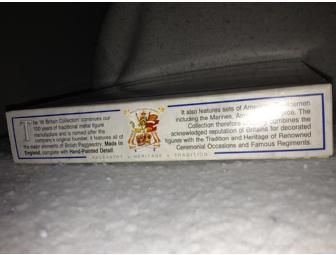 The 'W Britain Collection' continues our
100 years of traditional metal figure
manufacture and is named after the
company's original founder, it features all of
the major elements of British Pageantry. Made in
England, complete with Hand-Painted Detail.
It also features sets of
including the Marines,
Collection therefore combines the
acknowledged reputation of Britains for decorated
figures with the Tradition and Heritage of Renowned
Ceremonial Occasions and Famous Regiments.
PAGEANTRY • HERITAGE • TRADITION